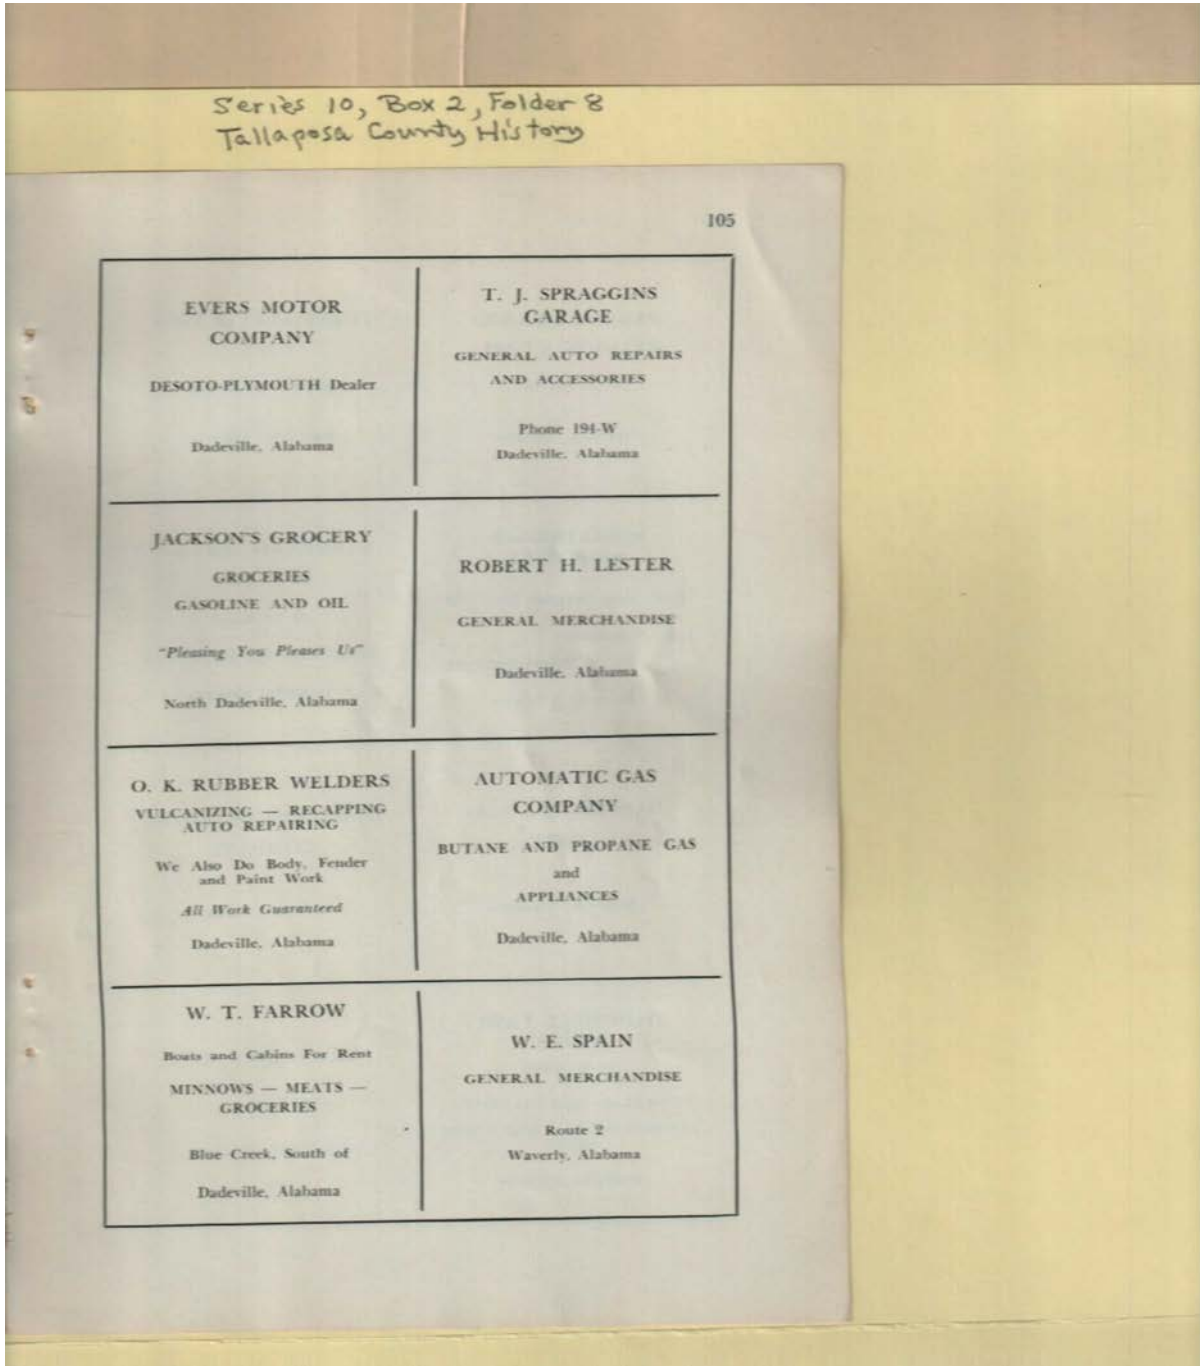 Series 10, Box 2, Folder 8
Tallaposa County History
105
EVERS MOTOR
COMPANY
DESOTO-PLYMOUTH Dealer
Dadeville, Alabama
T. J. SPRAGGINS
GARAGE
GENERAL AUTO REPAIRS
AND ACCESSORIES
Phone 194-W
Dadeville, Alabama
JACKSON'S GROCERY
GROCERIES
GASOLINE AND OIL
"Pleasing You Pleases Us"
North Dadeville, Alabama
ROBERT H. LESTER
GENERAL MERCHANDISE
Dadeville, Alabama
O. K. RUBBER WELDERS
VULCANIZING — RECAPPING
AUTO REPAIRING
We Also Do Body, Fender
and Paint Work
All Work Guaranteed
Dadeville, Alabama
AUTOMATIC GAS
COMPANY
BUTANE AND PROPANE GAS
and
APPLIANCES
Dadeville, Alabama
W. T. FARROW
Boats and Cabins For Rent
MINNOWS — MEATS —
GROCERIES
Blue Creek, South of
Dadeville, Alabama
W. E. SPAIN
GENERAL MERCHANDISE
Route 2
Waverly, Alabama